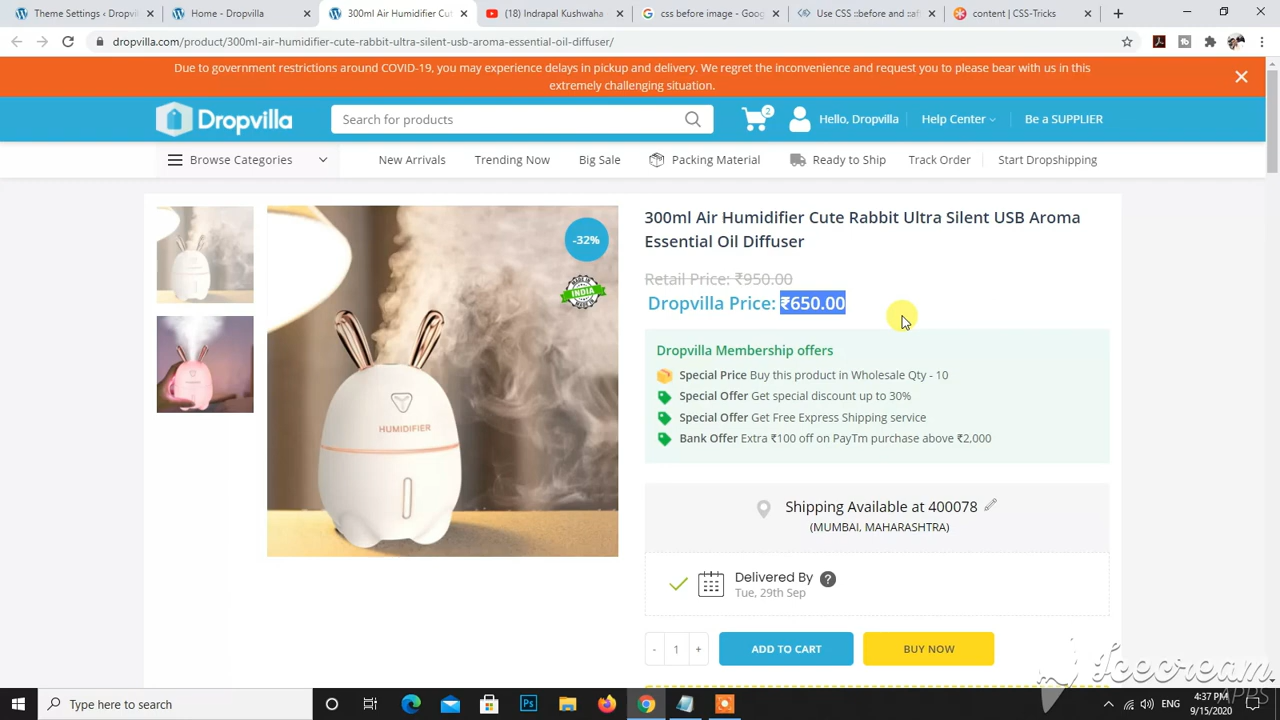 Theme Settings ‹ Dropvilla
Home - Dropvilla
300ml Air Humidifier Cut
(18) Indrapal Kushwaha
css before image - Goo
Use CSS ::before and
content | CSS-Tricks
dropvilla.com/product/300ml-air-humidifier-cute-rabbit-ultra-silent-usb-aroma-essential-oil-diffuser/
Due to government restrictions around COVID-19, you may experience delays in pickup and delivery. We regret the inconvenience and request you to please bear with us in this
extremely challenging situation.
Dropvilla
Search for products
2
Hello, Dropvilla
Help Center
Be a SUPPLIER
Browse Categories
New Arrivals
Trending Now
Big Sale
Packing Material
Ready to Ship
Track Order
Start Dropshipping
-32%
INDIA
HUMIDIFIER
300ml Air Humidifier Cute Rabbit Ultra Silent USB Aroma
Essential Oil Diffuser
Retail Price: ₹950.00
Dropvilla Price: ₹650.00
Dropvilla Membership offers
Special Price Buy this product in Wholesale Qty - 10
Special Offer Get special discount up to 30%
Special Offer Get Free Express Shipping service
Bank Offer Extra ₹100 off on PayTm purchase above ₹2,000
Shipping Available at 400078
(MUMBAI, MAHARASHTRA)
Delivered By ?
Tue, 29th Sep
- 1 +
ADD TO CART
BUY NOW
Icecream
APPS
Type here to search
ENG
4:37 PM
9/15/2020